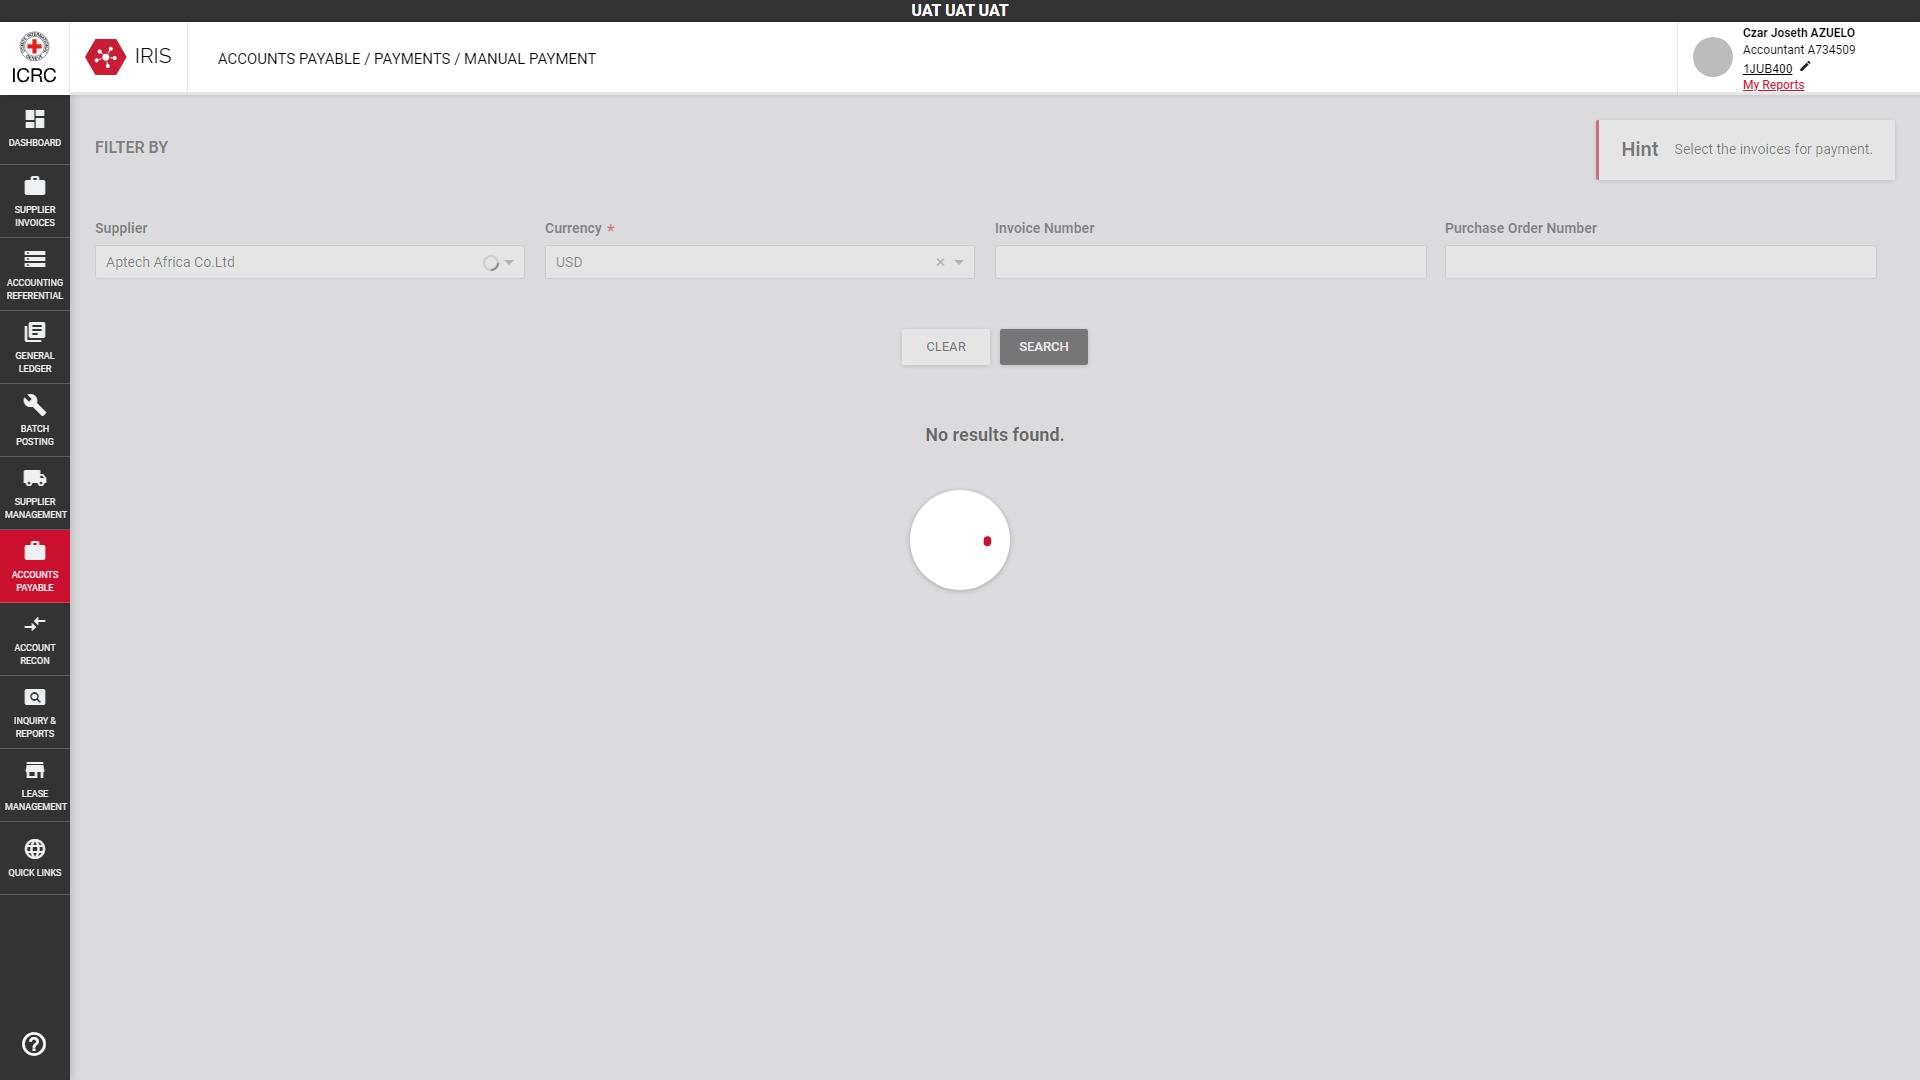 UAT UAT UAT
ICRC
IRIS
ACCOUNTS PAYABLE / PAYMENTS / MANUAL PAYMENT
Czar Joseth AZUELO
Accountant A734509
1JUB400
My Reports
DASHBOARD
SUPPLIER
INVOICES
ACCOUNTING
REFERENTIAL
GENERAL
LEDGER
BATCH
POSTING
SUPPLIER
MANAGEMENT
ACCOUNTS
PAYABLE
ACCOUNT
RECON
INQUIRY &
REPORTS
LEASE
MANAGEMENT
QUICK LINKS
FILTER BY
Hint Select the invoices for payment.
Supplier
Aptech Africa Co.Ltd
Currency *
USD
Invoice Number
Purchase Order Number
CLEAR
SEARCH
No results found.